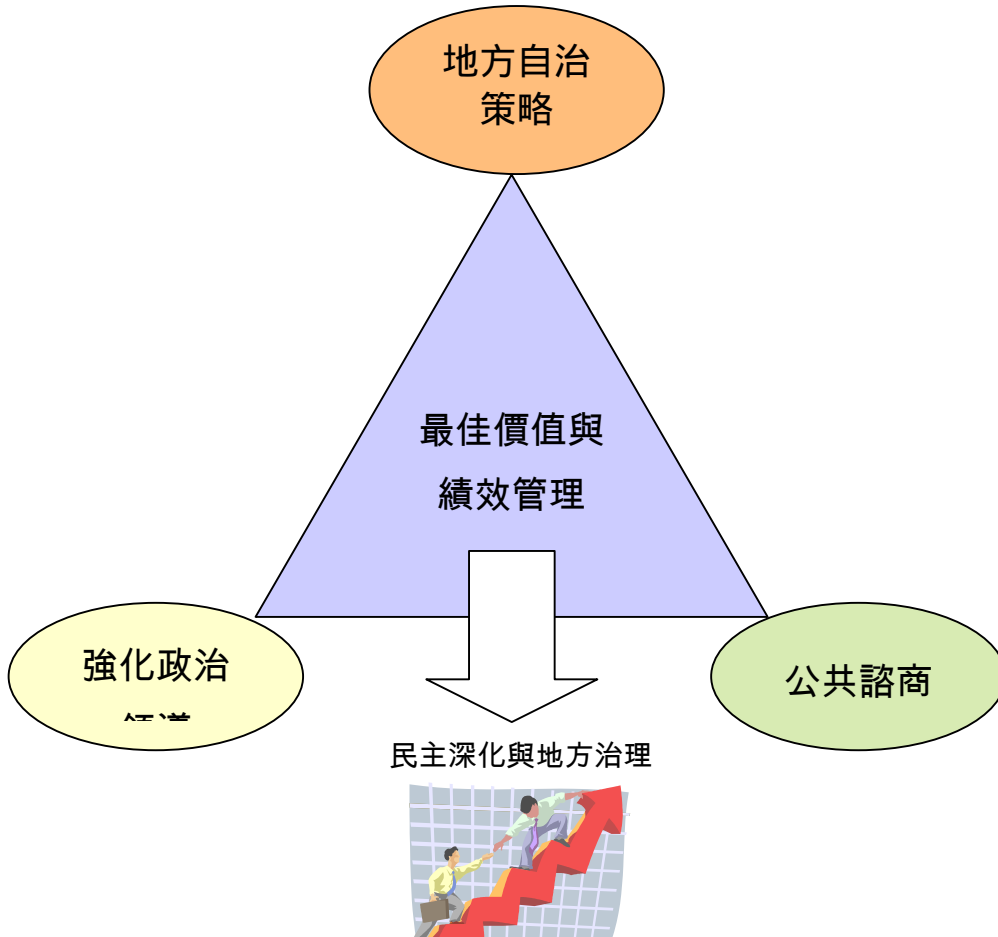 地方自治
策略
最佳價值與
績效管理
強化政治
公共諮商
民主深化與地方治理